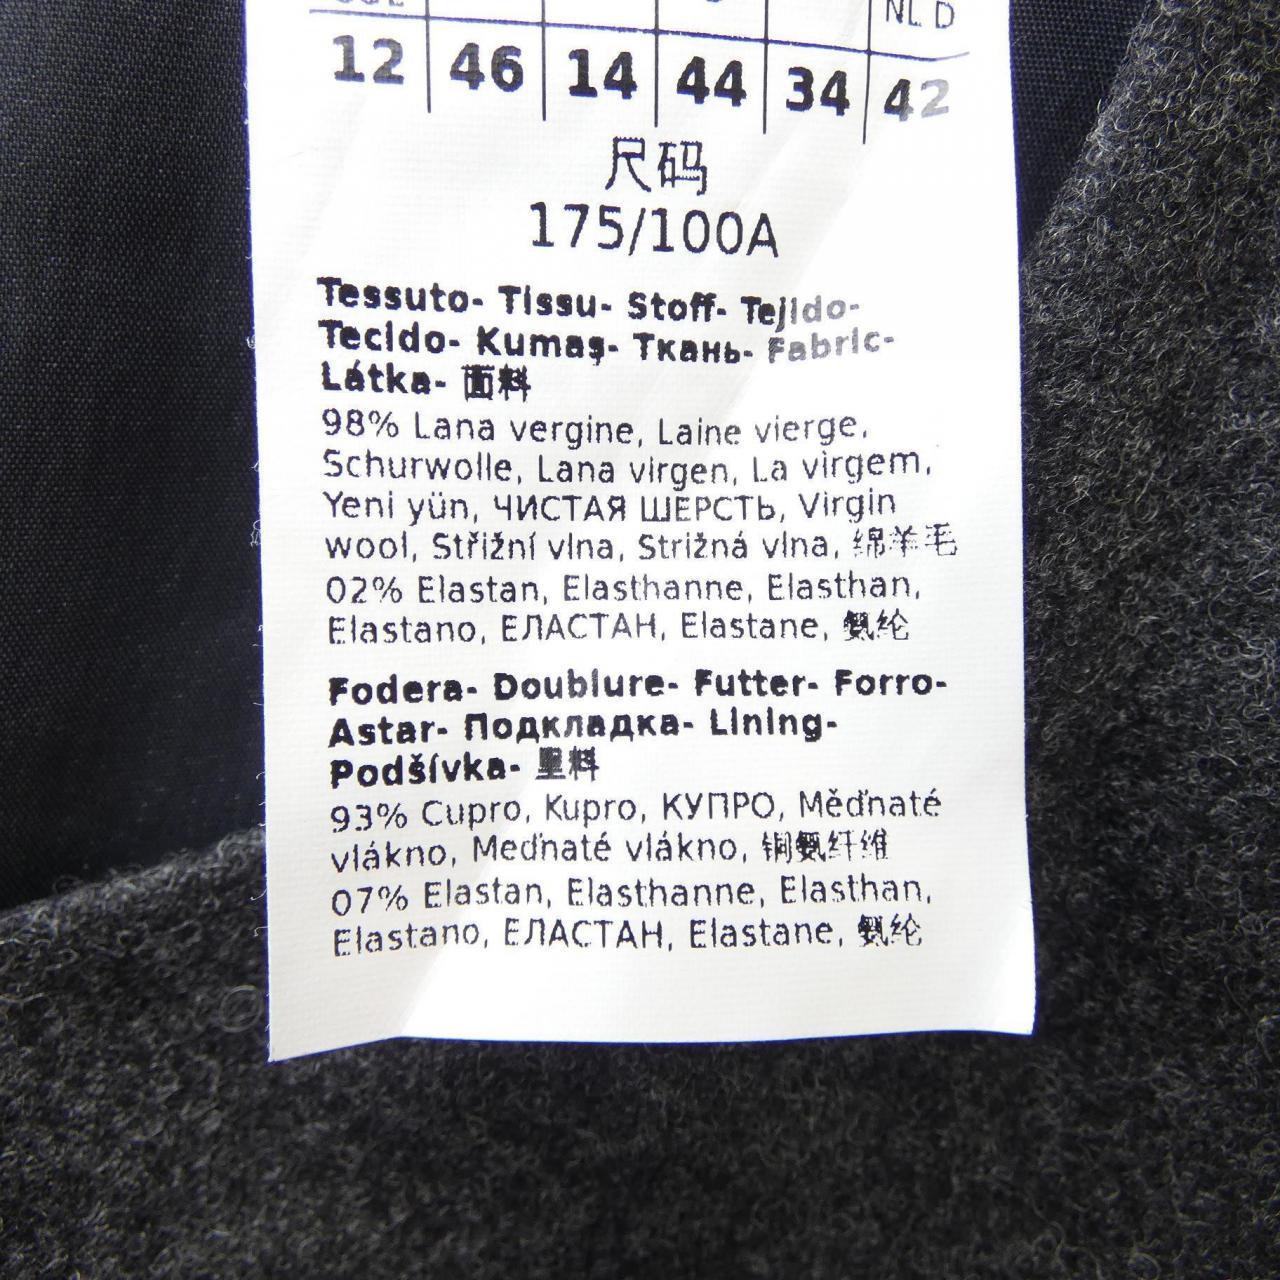 NL D
12 46 14 44 34 42
尺码
175/100A
Tessuto- Tissu- Stoff- Tejido-
Tecido- Kumaş- Ткань- Fabric-
Látka- 面料
98% Lana vergine, Laine vierge,
Schurwolle, Lana virgen, La virgem,
Yeni yün, ЧИСТАЯ ШЕРСТЬ, Virgin
wool, Střižní vlna, Strižná vlna, 绵羊毛
02% Elastan, Elasthanne, Elasthan,
Elastano, ЕЛАСТАН, Elastane, 氨纶
Fodera- Doublure- Futter- Forro-
Astar- Подкладка- Lining-
Podšívka- 里料
93% Cupro, Kupro, КУПРО, Měďnaté
vlákno, Meďnaté vlákno, 铜氨纤维
07% Elastan, Elasthanne, Elasthan,
Elastano, ЕЛАСТАН, Elastane, 氨纶